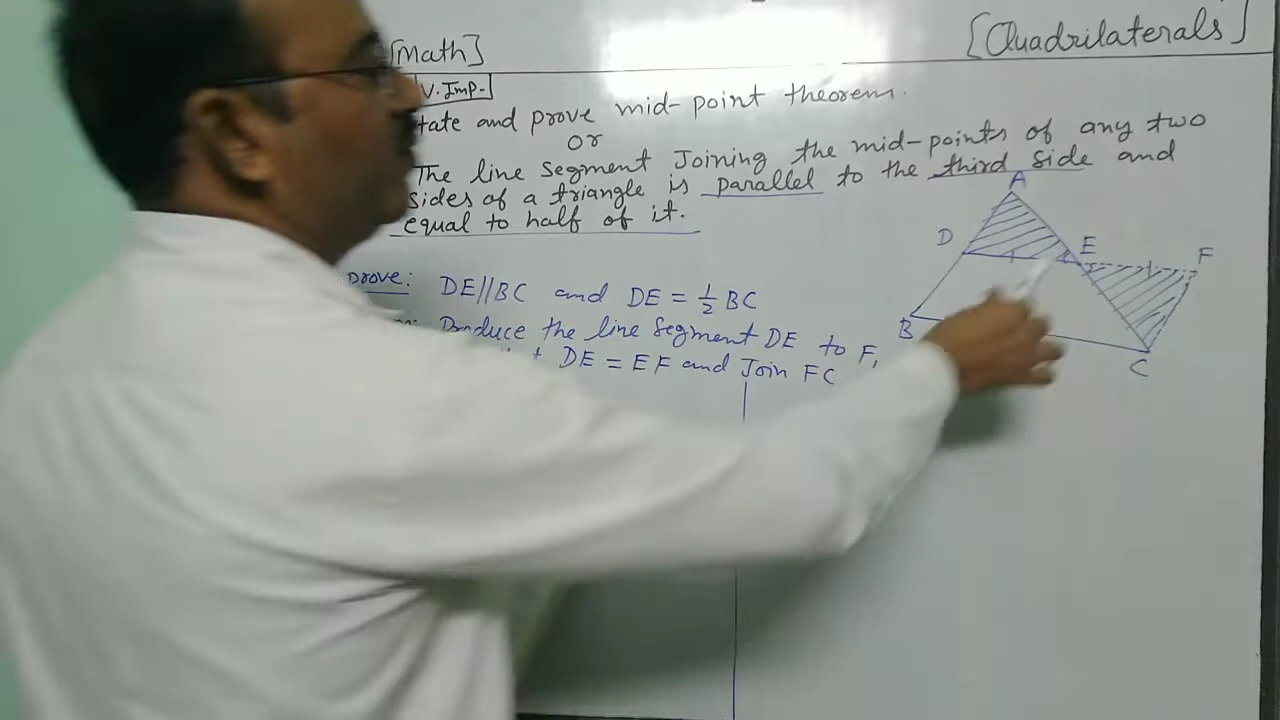 [Math]
[Quadrilaterals]
V. Imp.
tate and prove mid-point theorem.
or
The line segment Joining the mid-points of any two
sides of a triangle is parallel to the third side and
equal to half of it.
A
D
E
F
B
C
prove: DE//BC and DE = 1/2 BC
Produce the line segment DE to F,
DE = EF and Join FC